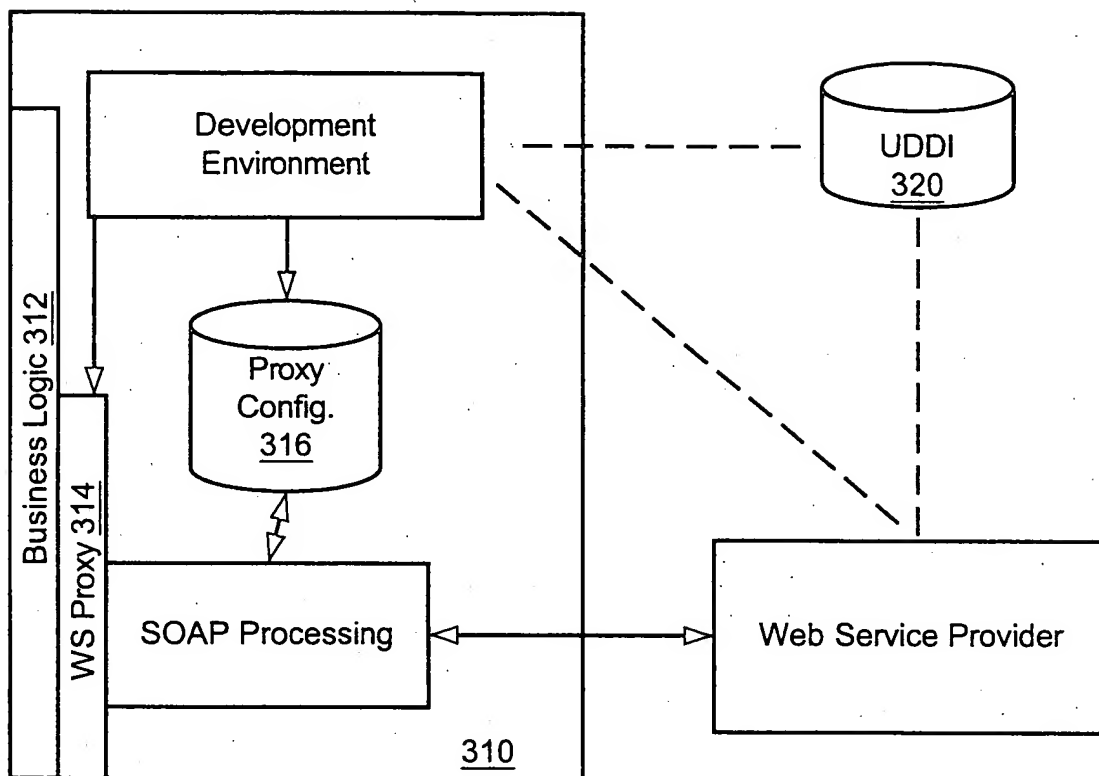 Development
Environment
UDDI
320
Business Logic 312
Proxy
Config.
316
WS Proxy 314
SOAP Processing
Web Service Provider
310